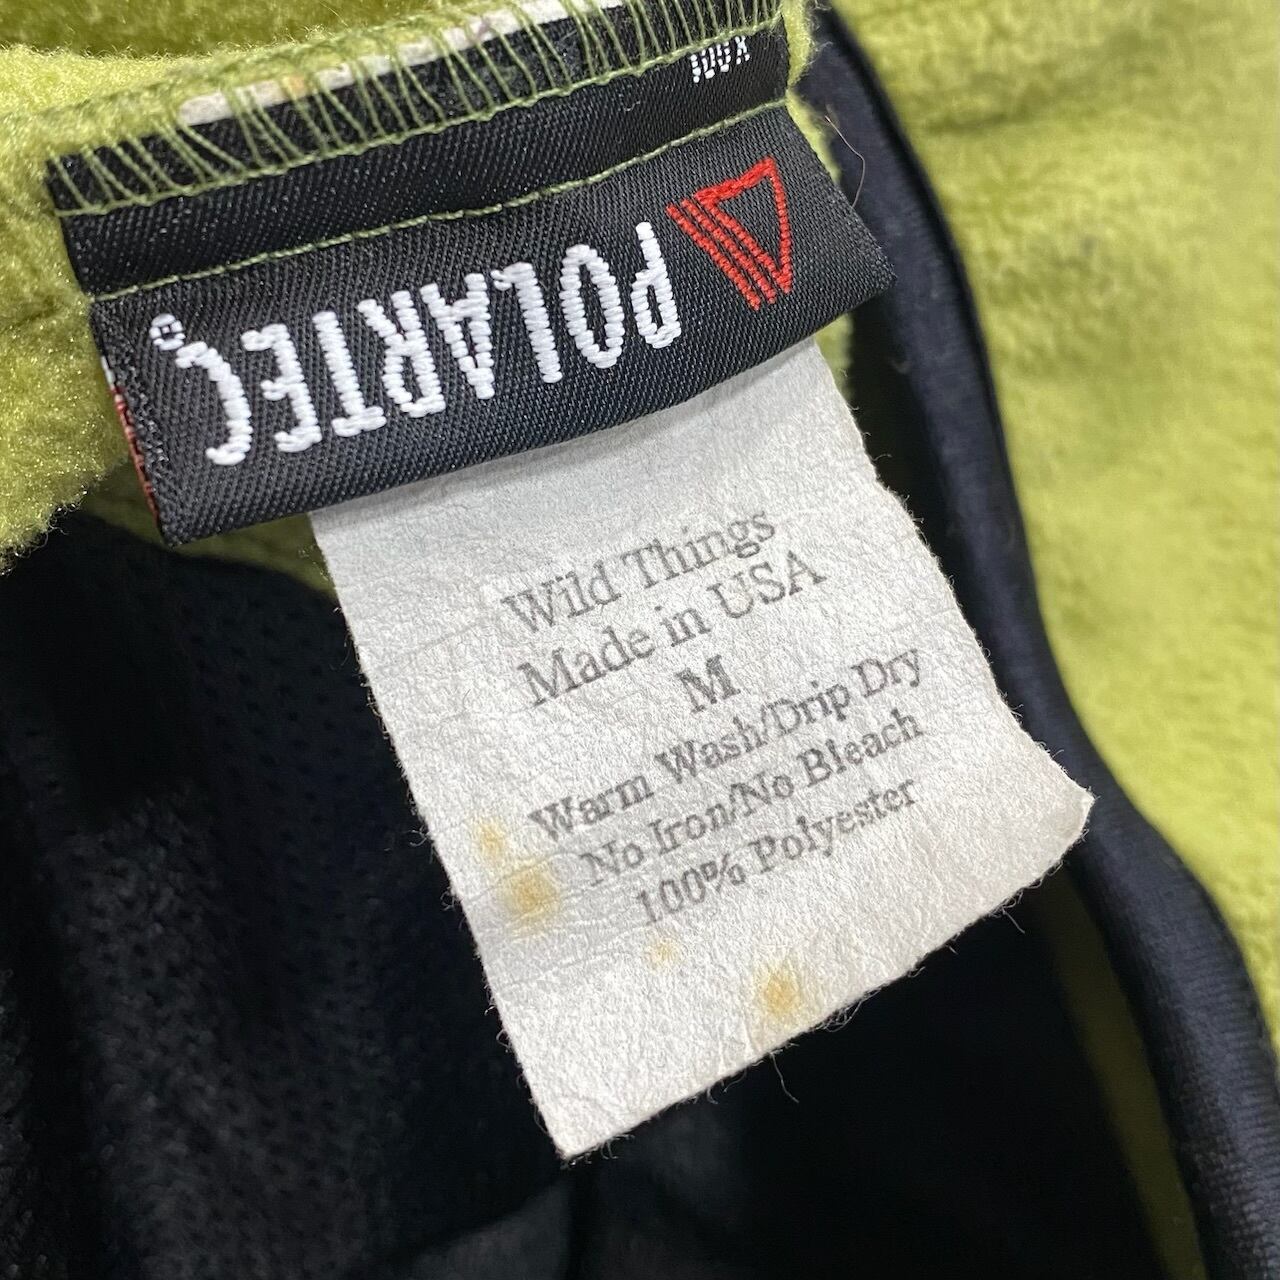 POLARTEC®
Wild Things
Made in USA
M
Warm Wash/Drip Dry
No Iron/No Bleach
100% Polyester